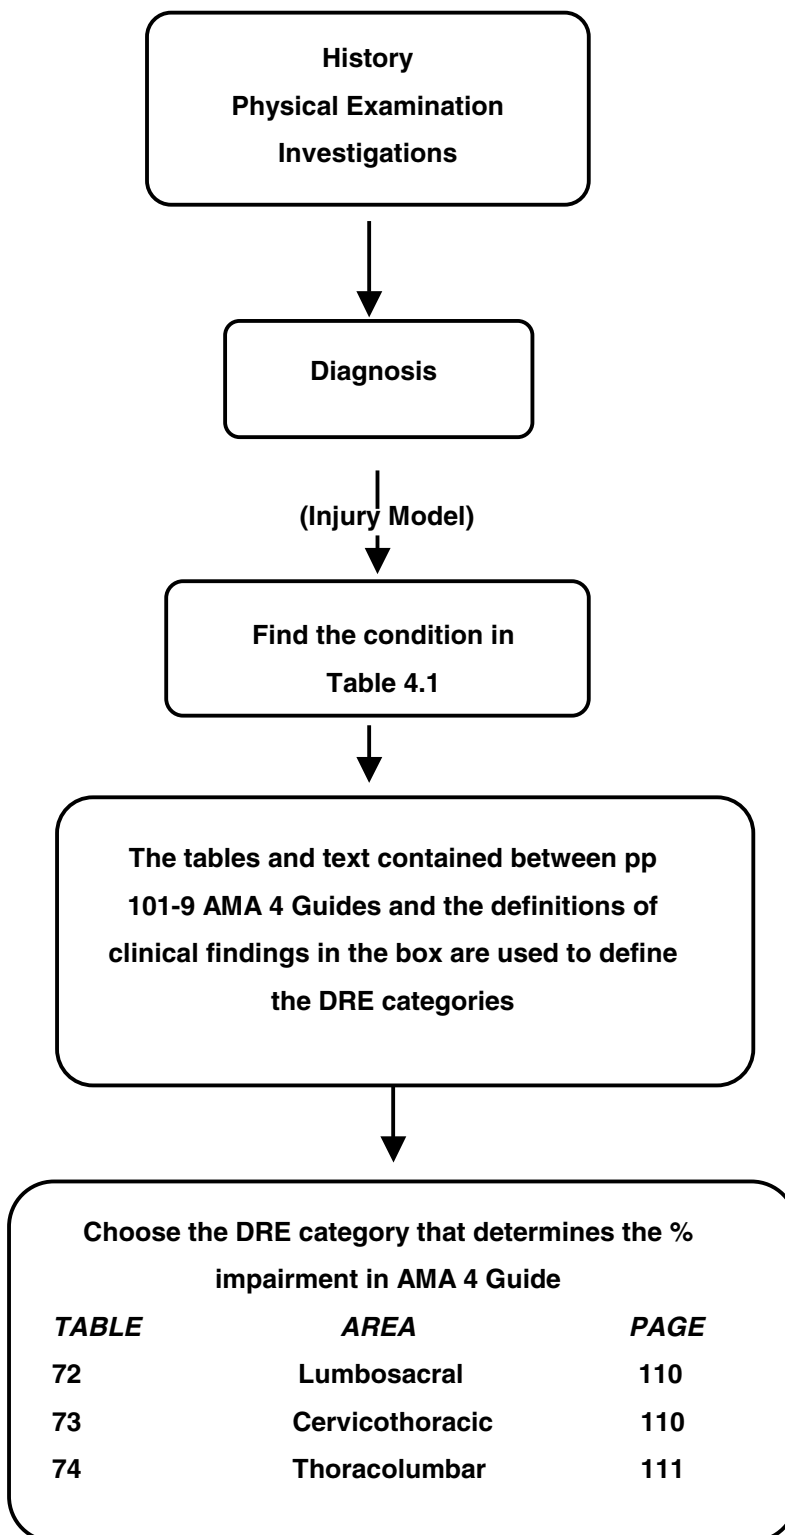 History
Physical Examination
Investigations
Diagnosis
(Injury Model)
Find the condition in
Table 4.1
The tables and text contained between pp
101-9 AMA 4 Guides and the definitions of
clinical findings in the box are used to define
the DRE categories
Choose the DRE category that determines the %
impairment in AMA 4 Guide
TABLE AREA PAGE
72 Lumbosacral 110
73 Cervicothoracic 110
74 Thoracolumbar 111